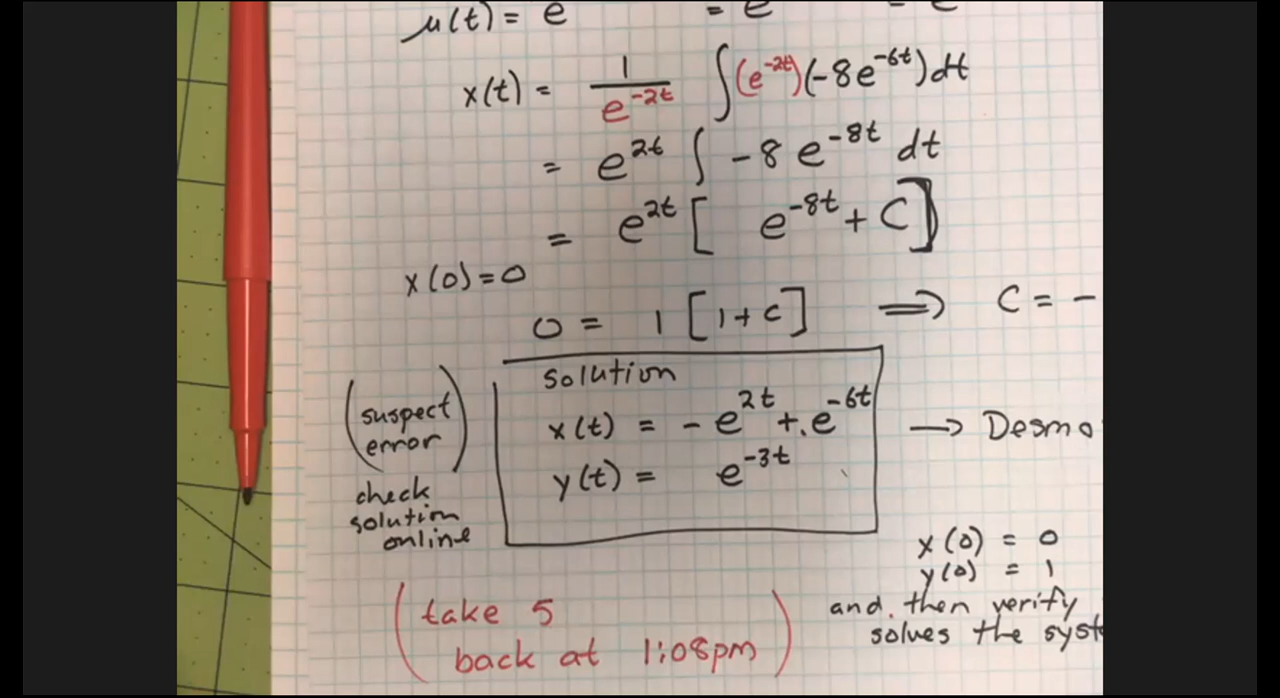 μ(t) = e = e - e
x(t) = 1/e^{-2t} ∫(e^{-2t})(-8e^{-6t})dt
= e^{2t} ∫ -8 e^{-8t} dt
= e^{2t} [ e^{-8t} + C]
x(0)=0
0 = 1 [1+c] ⟹ C = -
solution
(suspect error)
x(t) = - e^{2t} + e^{-6t} → Desmo
y(t) = e^{-3t}
check
solution
online
x(0) = 0
y(0) = 1
and then verify
solves the syst
(take 5
back at 1:08pm)